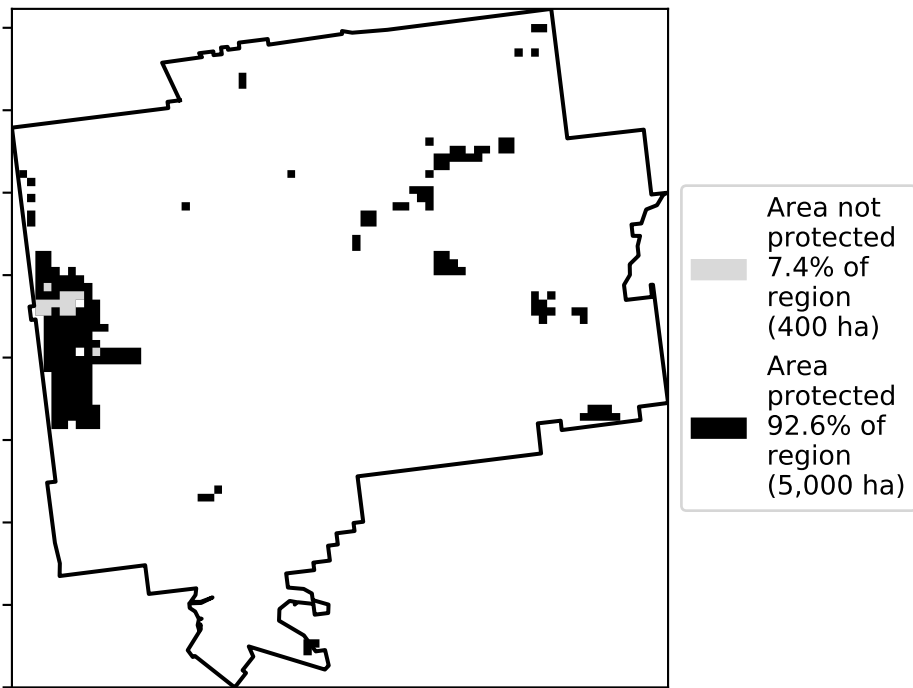 Area not
protected
7.4% of
region
(400 ha)
Area
protected
92.6% of
region
(5,000 ha)